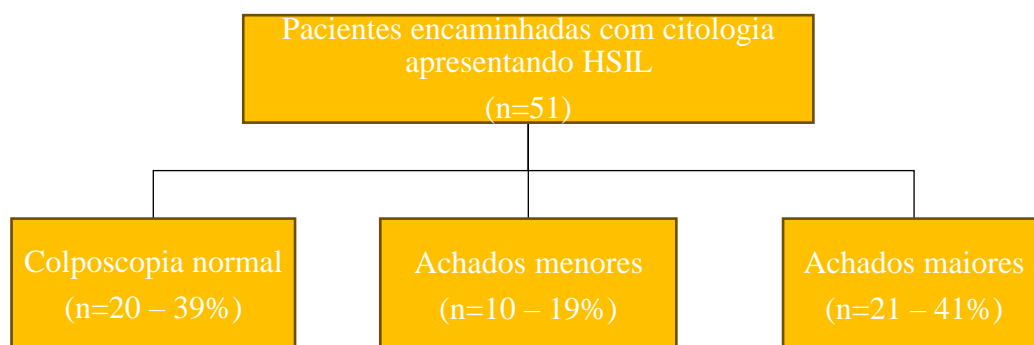 Pacientes encaminhadas com citologia
apresentando HSIL
(n=51)
Colposcopia normal
(n=20 – 39%)
Achados menores
(n=10 – 19%)
Achados maiores
(n=21 – 41%)